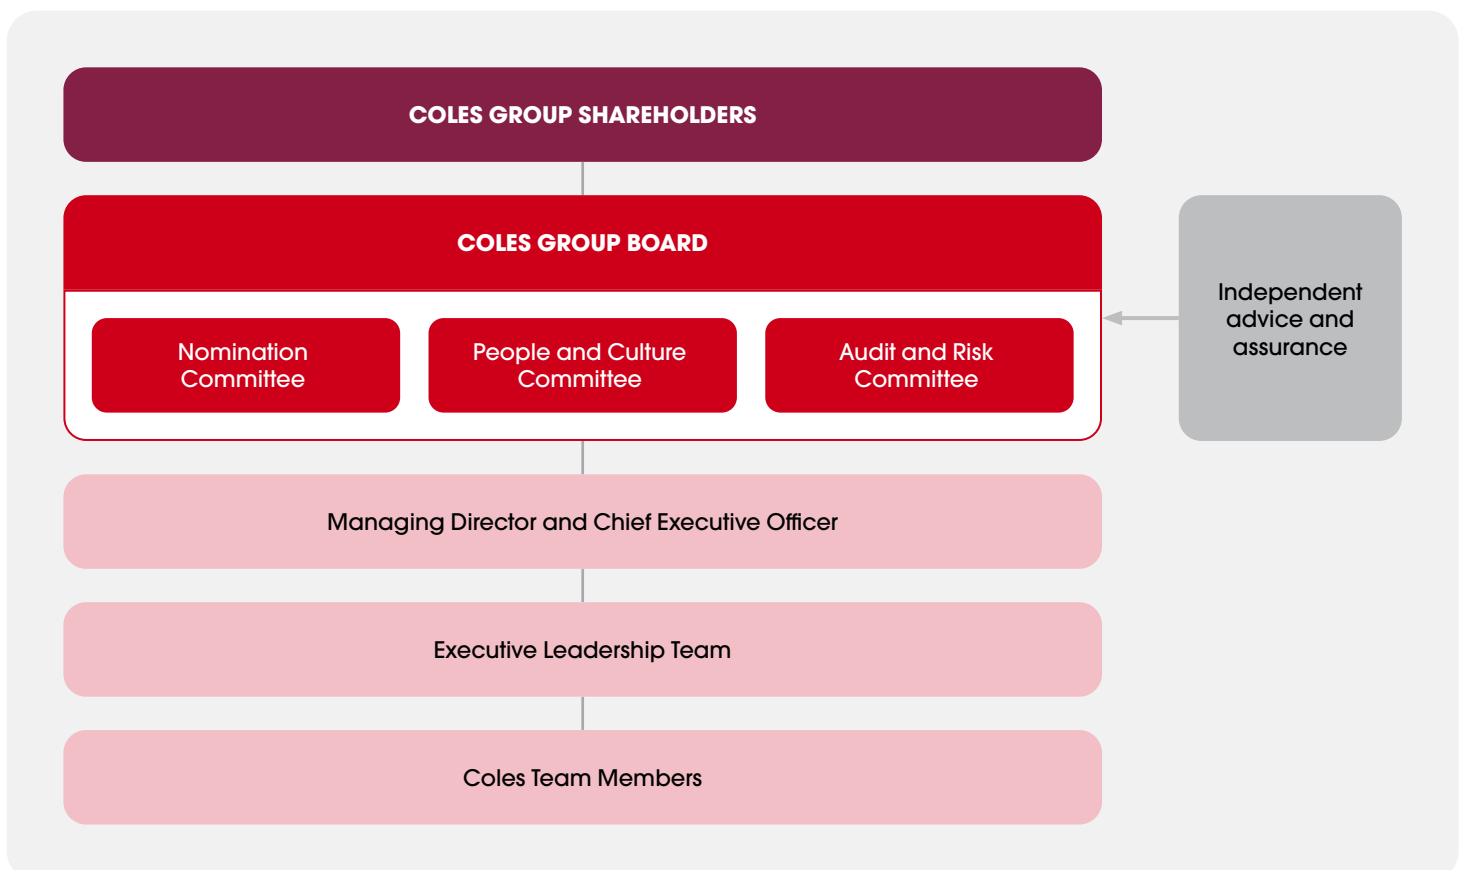 COLES GROUP SHAREHOLDERS
COLES GROUP BOARD
Nomination
Committee
People and Culture
Committee
Audit and Risk
Committee
Independent
advice and
assurance
Managing Director and Chief Executive Officer
Executive Leadership Team
Coles Team Members